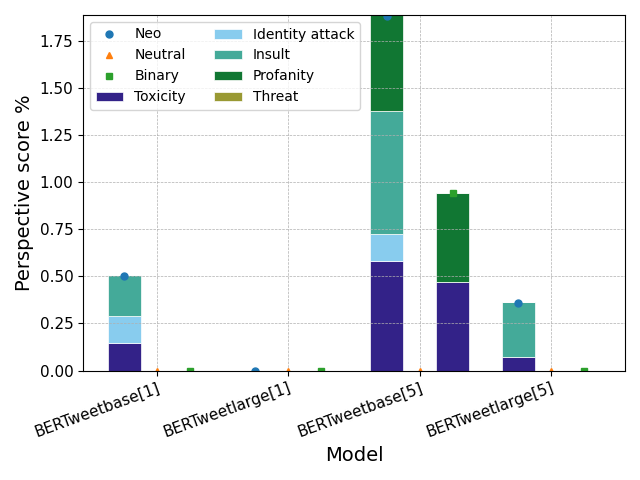 1.75
1.50
1.25
1.00
0.75
0.50
0.25
0.00
Perspective score %
Neo
Neutral
Binary
Toxicity
Identity attack
Insult
Profanity
Threat
BERTweetbase[1]
BERTweetlarge[1]
BERTweetbase[5]
BERTweetlarge[5]
Model